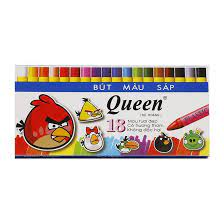 BÚT MÀU SÁP
Queen
18
Màu tươi đẹp
Có hương thơm
Không độc hại